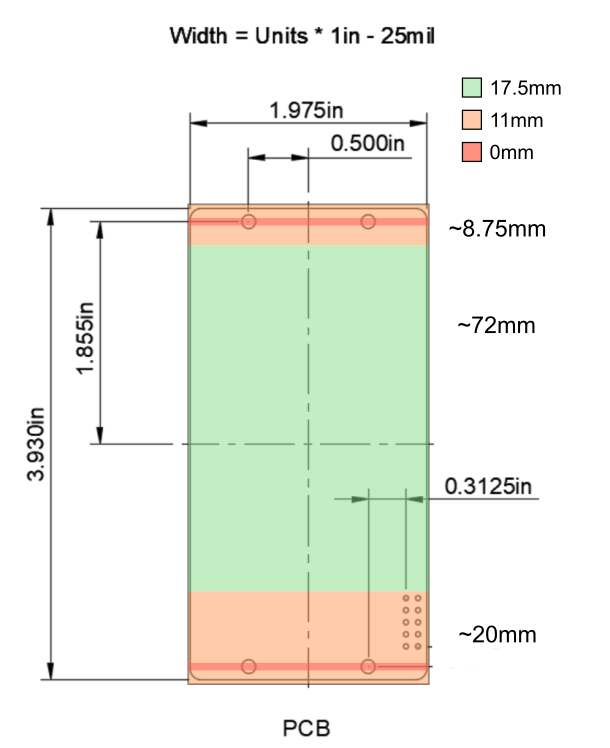 Width = Units * 1in - 25mil
17.5mm
11mm
0mm
1.975in
0.500in
~8.75mm
~72mm
1.855in
3.930in
0.3125in
~20mm
PCB